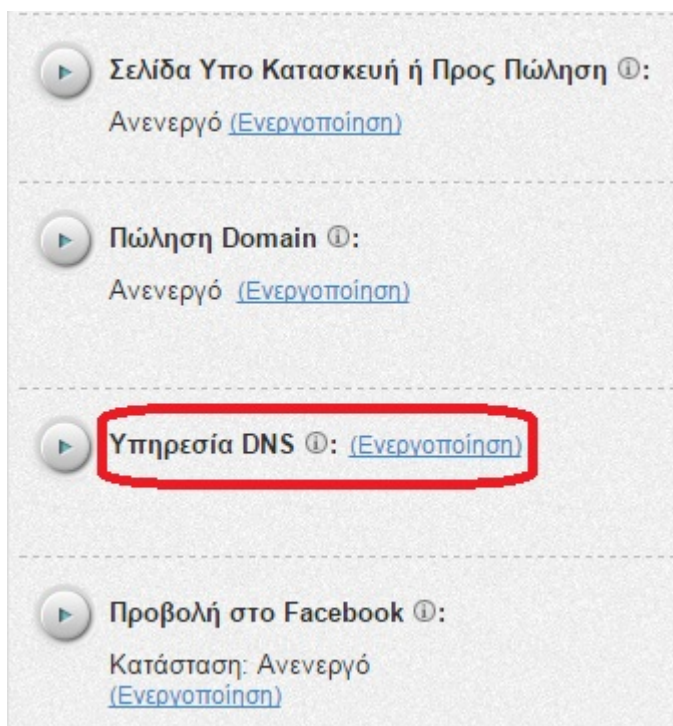 Σελίδα Υπο Κατασκευή ή Προς Πώληση ⓘ:
Ανενεργό (Ενεργοποίηση)
Πώληση Domain ⓘ:
Ανενεργό (Ενεργοποίηση)
Υπηρεσία DNS ⓘ: (Ενεργοποίηση)
Προβολή στο Facebook ⓘ:
Κατάσταση: Ανενεργό
(Ενεργοποίηση)